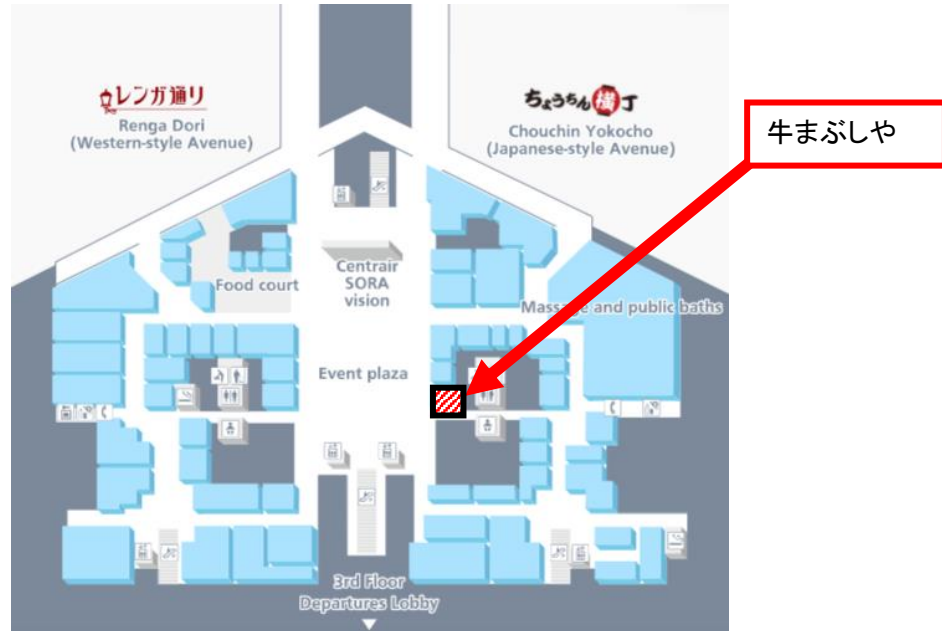 レンガ通り
Renga Dori
(Western-style Avenue)
ちょうちん横丁
Chouchin Yokocho
(Japanese-style Avenue)
牛まぶしや
Centrair
SORA
vision
Food court
Massage and public baths
Event plaza
3rd Floor
Departures Lobby